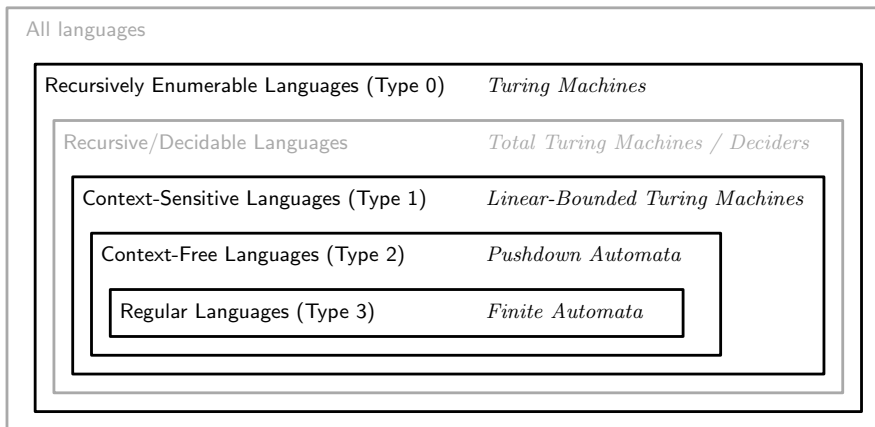 All languages
Recursively Enumerable Languages (Type 0) Turing Machines
Recursive/Decidable Languages Total Turing Machines / Deciders
Context-Sensitive Languages (Type 1) Linear-Bounded Turing Machines
Context-Free Languages (Type 2) Pushdown Automata
Regular Languages (Type 3) Finite Automata